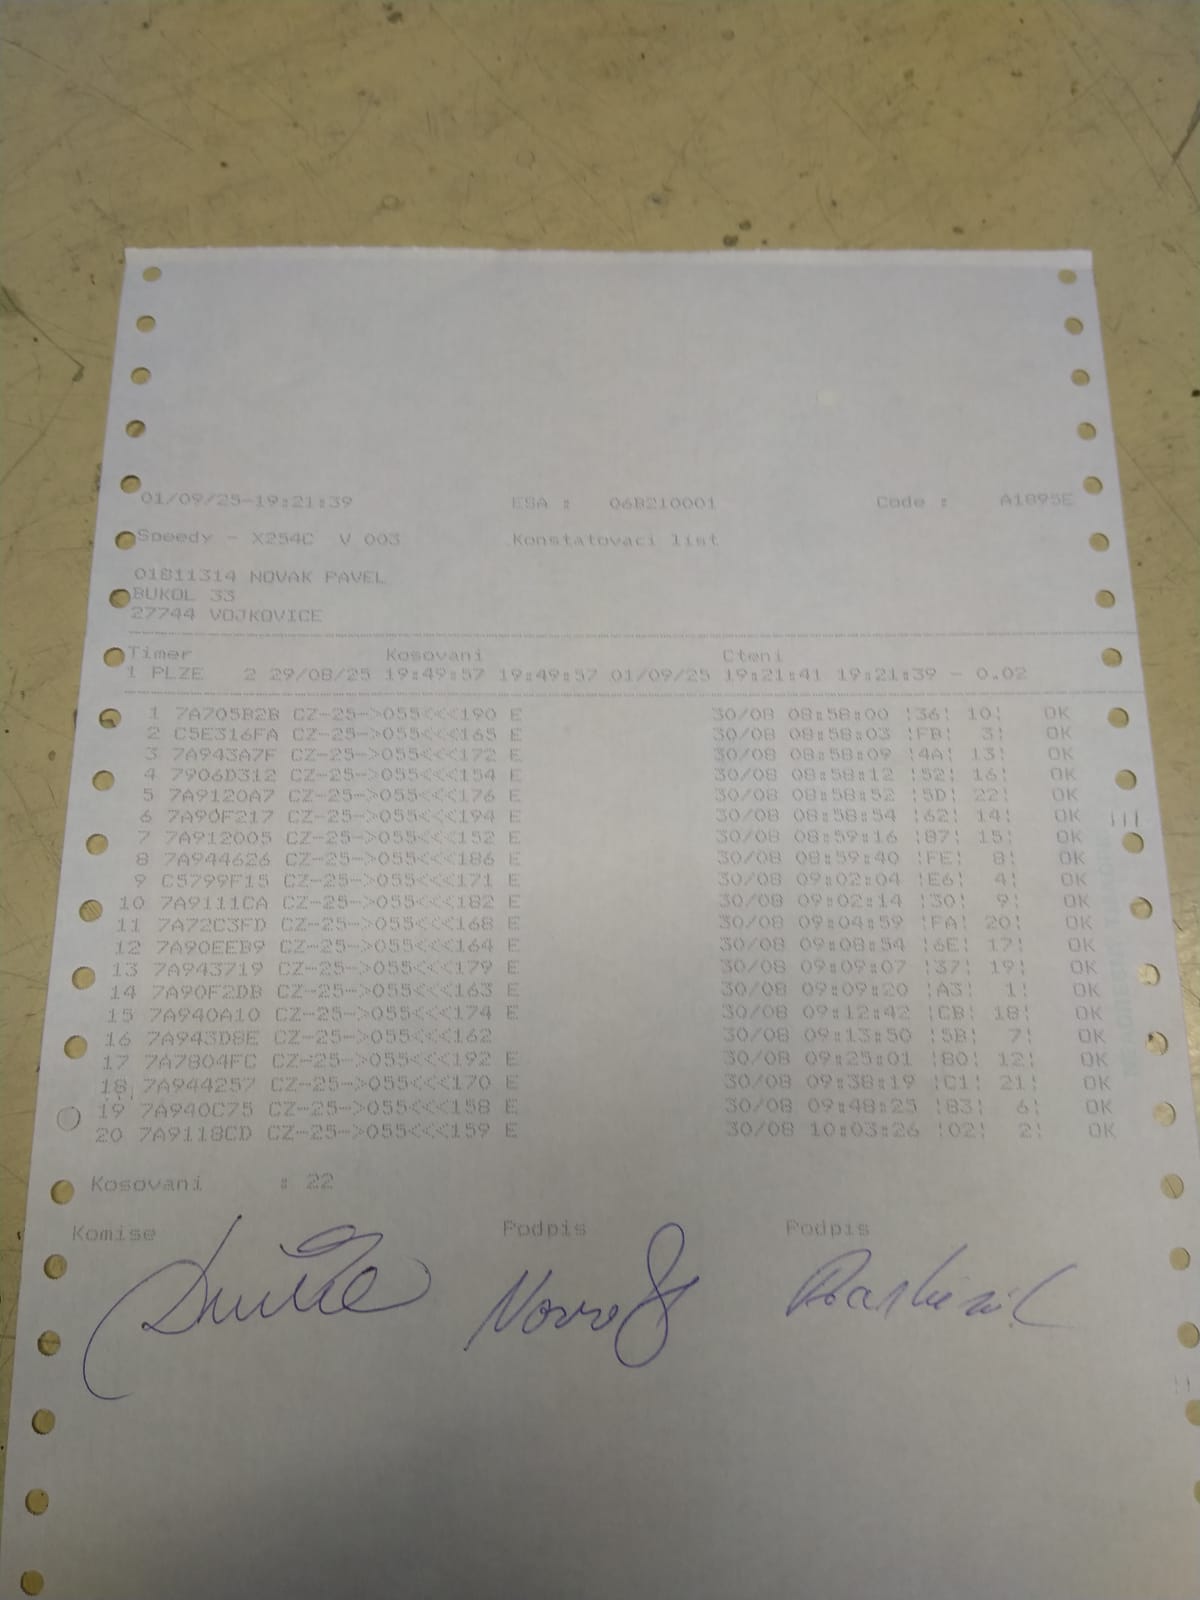 01/09/25-19:21:39 ESA : 06B210001 Code : A1895E
Speedy - X254C V 003 Konstatovaci list
01B11314 NOVAK PAVEL
BUKOL 33
27744 VOJKOVICE
Timer Kosovani Cteni
1 PLZE 2 29/08/25 19:49:57 19:49:57 01/09/25 19:21:41 19:21:39 - 0.02
1 7A705B2B CZ-25->055<<<190 E 30/08 08:58:00 !36! 10! OK
2 C5E316FA CZ-25->055<<<165 E 30/08 08:58:03 !FB! 3! OK
3 7A943A7F CZ-25->055<<<172 E 30/08 08:58:09 !4A! 13! OK
4 7906D312 CZ-25->055<<<154 E 30/08 08:58:12 !52! 16! OK
5 7A9120A7 CZ-25->055<<<176 E 30/08 08:58:52 !5D! 22! OK
6 7A90F217 CZ-25->055<<<194 E 30/08 08:58:54 !62! 14! OK
7 7A912005 CZ-25->055<<<152 E 30/08 08:59:16 !87! 15! OK
8 7A944626 CZ-25->055<<<186 E 30/08 08:59:40 !FE! 8! OK
9 C5799F15 CZ-25->055<<<171 E 30/08 09:02:04 !E6! 4! OK
10 7A9111CA CZ-25->055<<<182 E 30/08 09:02:14 !30! 9! OK
11 7A72C3FD CZ-25->055<<<168 E 30/08 09:04:59 !FA! 20! OK
12 7A90EEB9 CZ-25->055<<<164 E 30/08 09:08:54 !6E! 17! OK
13 7A943719 CZ-25->055<<<179 E 30/08 09:09:07 !37! 19! OK
14 7A90F2DB CZ-25->055<<<163 E 30/08 09:09:20 !A3! 1! OK
15 7A940A10 CZ-25->055<<<174 E 30/08 09:12:42 !CB! 18! OK
16 7A943D8E CZ-25->055<<<162 30/08 09:13:50 !5B! 7! OK
17 7A7804FC CZ-25->055<<<192 E 30/08 09:25:01 !80! 12! OK
18 7A944257 CZ-25->055<<<170 E 30/08 09:38:19 !C1! 21! OK
19 7A940C75 CZ-25->055<<<158 E 30/08 09:48:25 !83! 6! OK
20 7A9118CD CZ-25->055<<<159 E 30/08 10:03:26 !02! 2! OK
Kosovani : 22
Komise Podpis Podpis